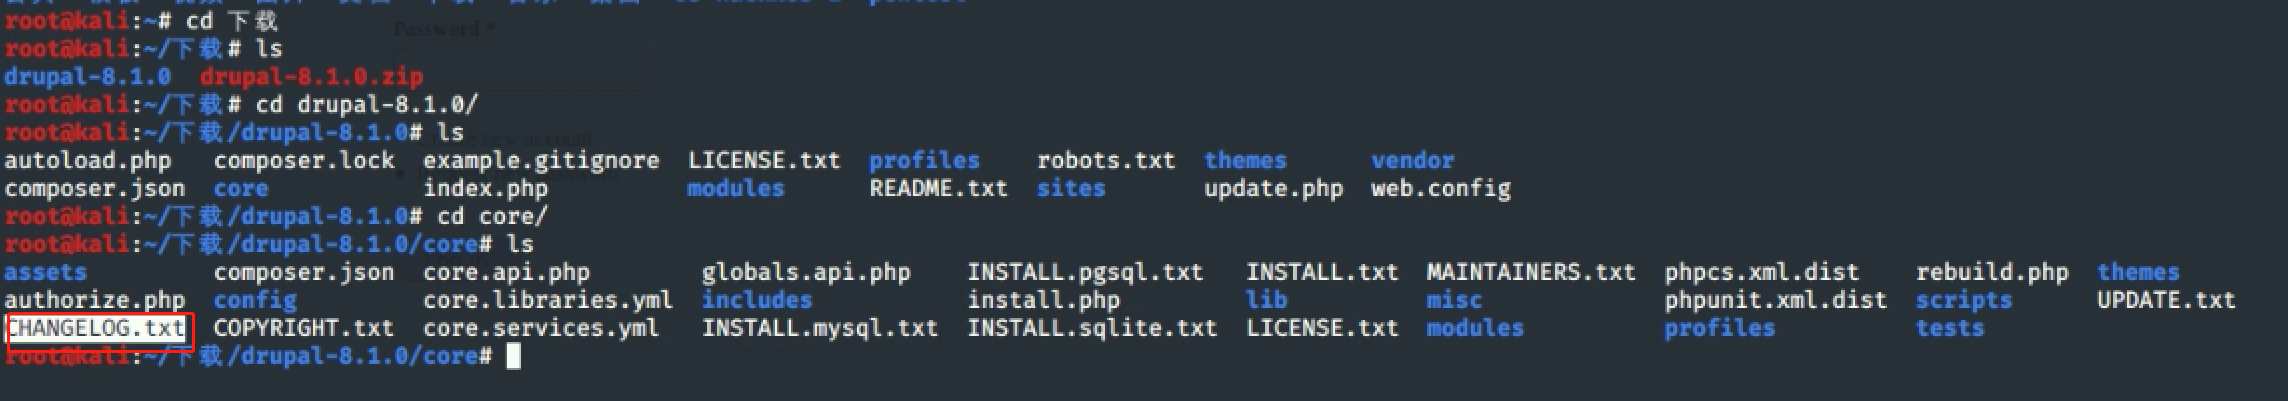 root@kali:~# cd 下载
Password *
root@kali:~/下载# ls
drupal-8.1.0  drupal-8.1.0.zip
root@kali:~/下载# cd drupal-8.1.0/
root@kali:~/下载/drupal-8.1.0# ls
autoload.php   composer.lock  example.gitignore  LICENSE.txt  profiles    robots.txt  themes      vendor
composer.json  core           index.php          modules      README.txt  sites       update.php  web.config
root@kali:~/下载/drupal-8.1.0# cd core/
root@kali:~/下载/drupal-8.1.0/core# ls
assets         composer.json  core.api.php        globals.api.php    INSTALL.pgsql.txt   INSTALL.txt  MAINTAINERS.txt  phpcs.xml.dist    rebuild.php  themes
authorize.php  config         core.libraries.yml  includes           install.php         lib          misc             phpunit.xml.dist  scripts      UPDATE.txt
CHANGELOG.txt  COPYRIGHT.txt  core.services.yml   INSTALL.mysql.txt  INSTALL.sqlite.txt  LICENSE.txt  modules          profiles          tests
root@kali:~/下载/drupal-8.1.0/core#